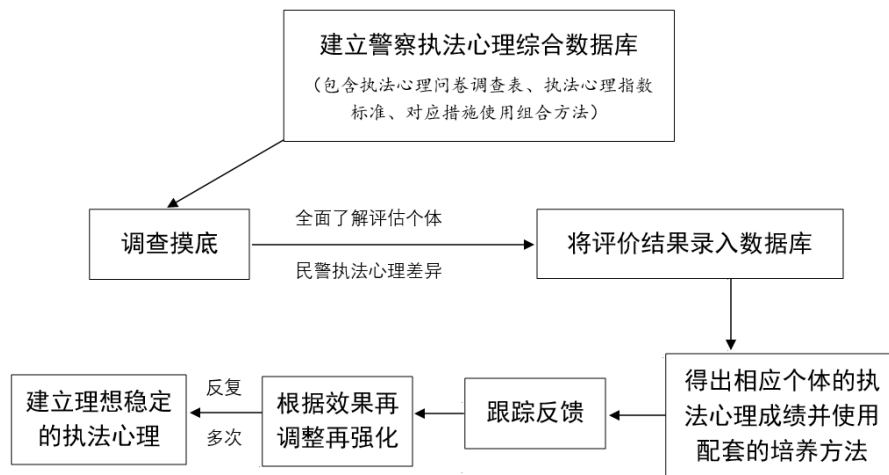 建立警察执法心理综合数据库
（包含执法心理问卷调查表、执法心理指数
标准、对应措施使用组合方法）
调查摸底
全面了解评估个体
民警执法心理差异
将评价结果录入数据库
得出相应个体的执
法心理成绩并使用
配套的培养方法
跟踪反馈
根据效果再
调整再强化
反复
多次
建立理想稳定
的执法心理